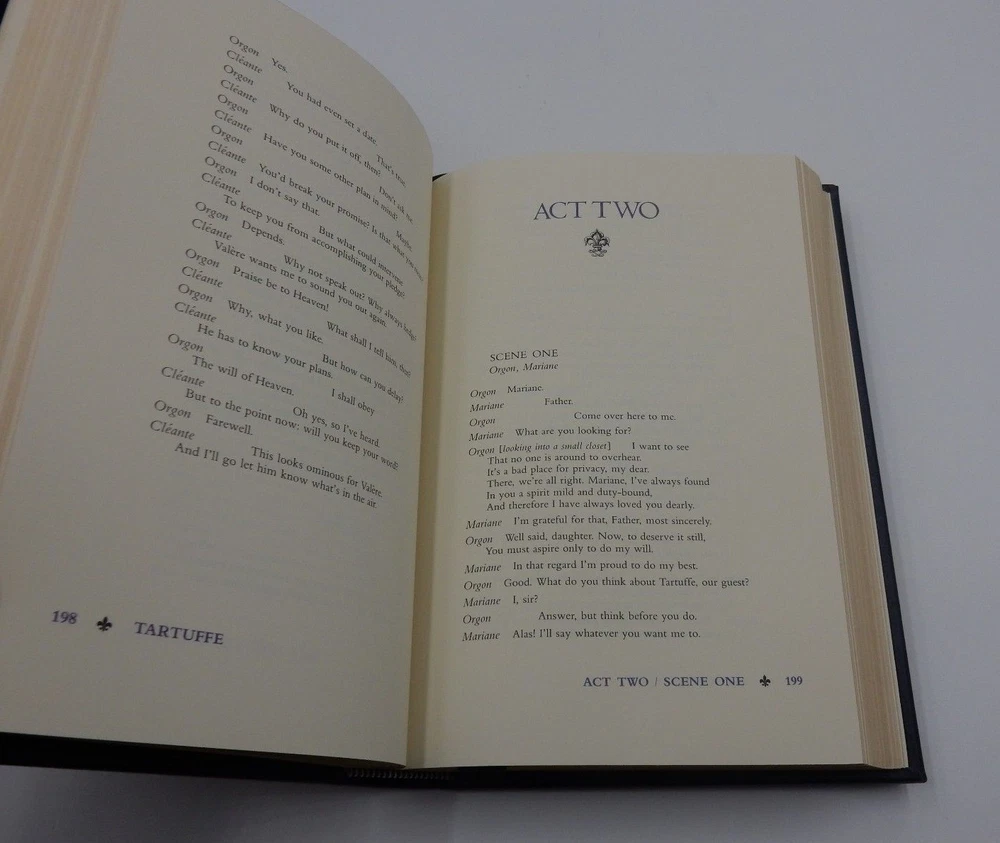 Orgon Yes.
Cléante You had even set a date.
Orgon That's true.
Cléante Why do you put it off, then?
Orgon Don't ask me.
Cléante Have you some other plan in mind?
Orgon Maybe.
Cléante You'd break your promise? Is that what you
Orgon I don't say that.
Cléante But what could intervene
To keep you from accomplishing your pledge?
Orgon Depends.
Cléante Why not speak out? Why always hedge?
Valère wants me to sound you out again.
Orgon Praise be to Heaven!
Cléante What shall I tell him, then?
Orgon Why, what you like.
Cléante But how can you delay?
He has to know your plans.
Orgon I shall obey
The will of Heaven.
Cléante Oh yes, so I've heard.
But to the point now: will you keep your word?
Orgon Farewell.
Cléante This looks ominous for Valère.
And I'll go let him know what's in the air.
198 TARTUFFE
ACT TWO
SCENE ONE
Orgon, Mariane
Orgon Mariane.
Mariane Father.
Orgon Come over here to me.
Mariane What are you looking for?
Orgon [looking into a small closet] I want to see
That no one is around to overhear.
It's a bad place for privacy, my dear.
There, we're all right. Mariane, I've always found
In you a spirit mild and duty-bound,
And therefore I have always loved you dearly.
Mariane I'm grateful for that, Father, most sincerely.
Orgon Well said, daughter. Now, to deserve it still,
You must aspire only to do my will.
Mariane In that regard I'm proud to do my best.
Orgon Good. What do you think about Tartuffe, our guest?
Mariane I, sir?
Orgon Answer, but think before you do.
Mariane Alas! I'll say whatever you want me to.
ACT TWO / SCENE ONE 199